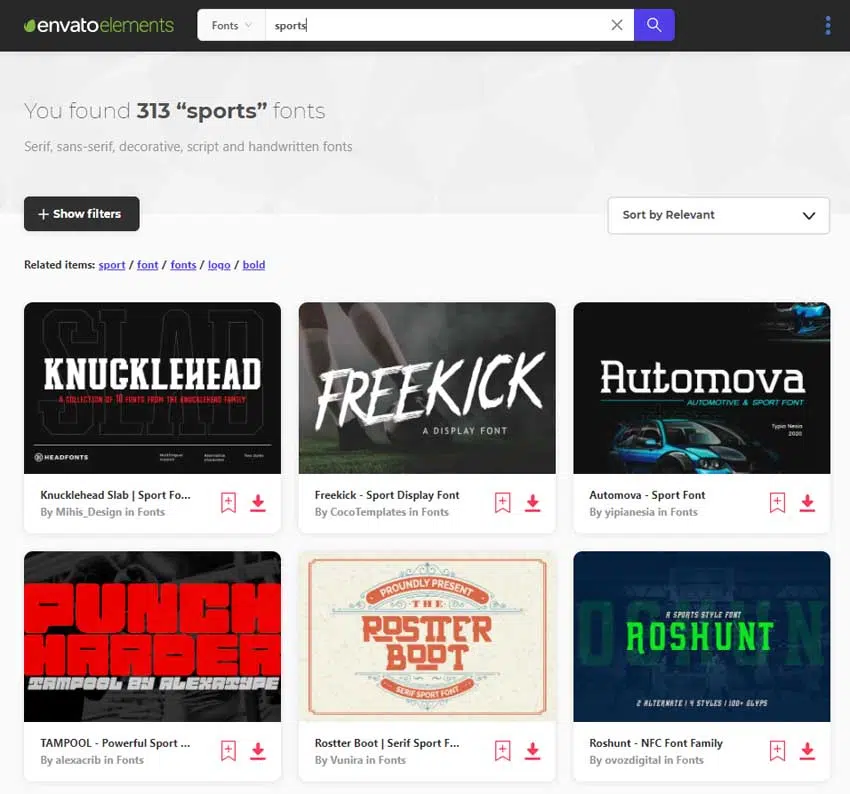 envatoelements
Fonts
sports
You found 313 “sports” fonts
Serif, sans-serif, decorative, script and handwritten fonts
+ Show filters
Sort by Relevant
Related items: sport / font / fonts / logo / bold
SLAB
KNUCKLEHEAD
A COLLECTION OF 10 FONTS FROM THE KNUCKLEHEAD FAMILY
HEADFONTS
Multilingual
support
Alternative
characters
Knucklehead Slab | Sport Fo...
By Mihis_Design in Fonts
FREEKICK
A DISPLAY FONT
Freekick - Sport Display Font
By CocoTemplates in Fonts
Automova
AUTOMOTIVE & SPORT FONT
Typia Nesia
2020
Automova - Sport Font
By yipianesia in Fonts
PUNCH
HARDER
TAMPOOL BY ALEXATYPE
TAMPOOL - Powerful Sport ...
By alexacrib in Fonts
PROUDLY PRESENT
THE
ROSTTER
BOOT
SERIF SPORT FONT
Rostter Boot | Serif Sport F...
By Vunira in Fonts
A SPORTS STYLE FONT
ROSHUNT
2 ALTERNATE | 4 STYLES | 100+ GLYPS
Roshunt - NFC Font Family
By ovozdigital in Fonts